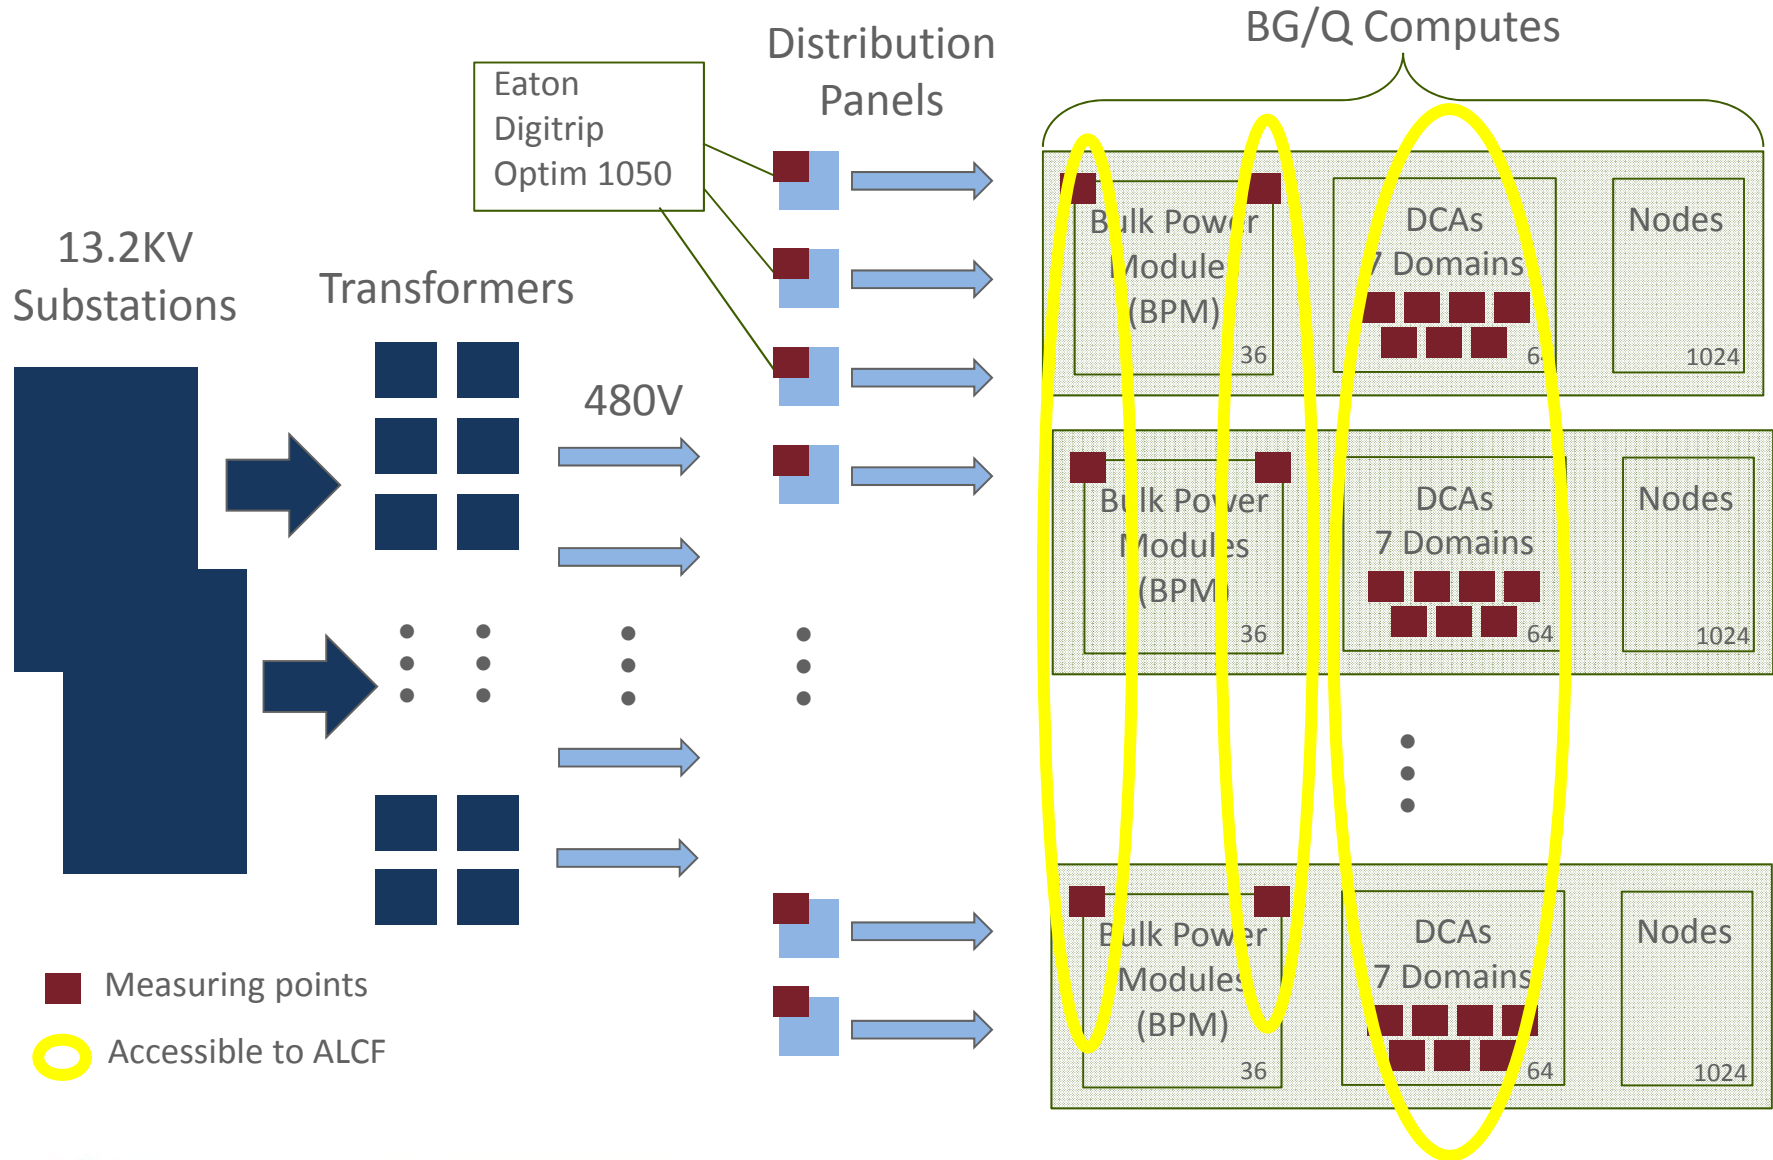 BG/Q Computes
Distribution
Panels
Eaton
Digitrip
Optim 1050
13.2KV
Substations
Transformers
480V
Bulk Power
Module
(BPM)
36
DCAs
7 Domains
64
Nodes
1024
Bulk Power
Modules
(BPM)
36
DCAs
7 Domains
64
Nodes
1024
Bulk Power
Modules
(BPM)
36
DCAs
7 Domains
64
Nodes
1024
Measuring points
Accessible to ALCF